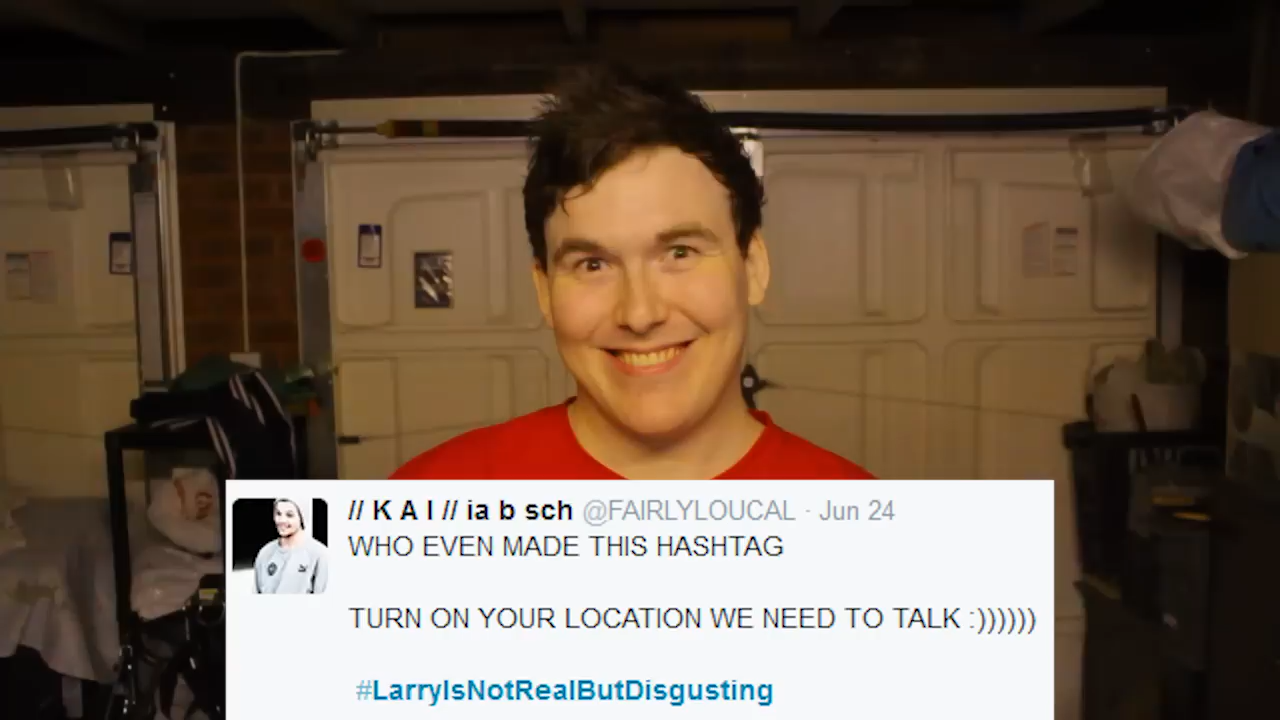 // K A I // ia b sch @FAIRLYLOUCAL · Jun 24
WHO EVEN MADE THIS HASHTAG
TURN ON YOUR LOCATION WE NEED TO TALK :))))))
#LarryIsNotRealButDisgusting